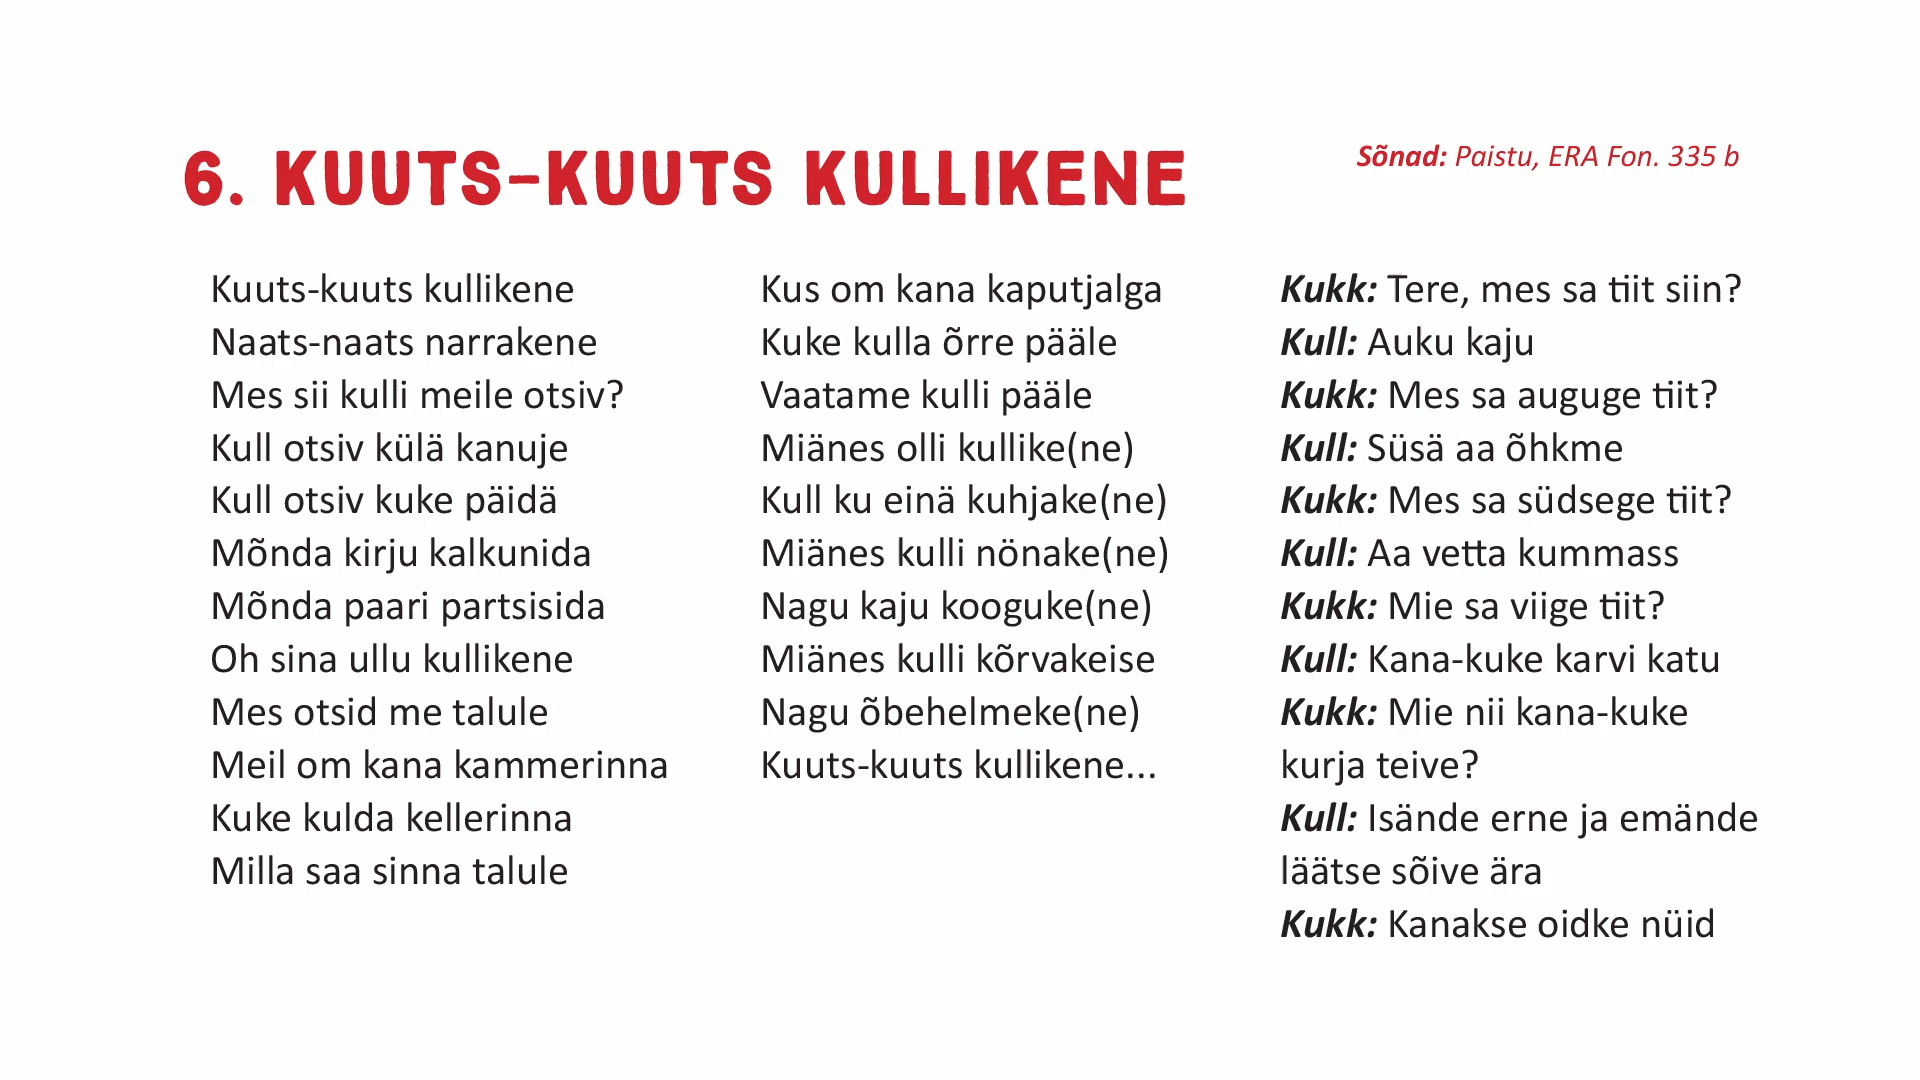 6. KUUTS-KUUTS KULLIKENE
Sõnad: Paistu, ERA Fon. 335 b
Kuuts-kuuts kullikene
Naats-naats narrakene
Mes sii kulli meile otsiv?
Kull otsiv külä kanuje
Kull otsiv kuke päidä
Mõnda kirju kalkunida
Mõnda paari partsisida
Oh sina ullu kullikene
Mes otsid me talule
Meil om kana kammerinna
Kuke kulda kellerinna
Milla saa sinna talule
Kus om kana kaputjalga
Kuke kulla õrre pääle
Vaatame kulli pääle
Miänes olli kullike(ne)
Kull ku einä kuhjake(ne)
Miänes kulli nönake(ne)
Nagu kaju kooguke(ne)
Miänes kulli kõrvakeise
Nagu õbehelmeke(ne)
Kuuts-kuuts kullikene...
Kukk: Tere, mes sa tiit siin?
Kull: Auku kaju
Kukk: Mes sa auguge tiit?
Kull: Süsä aa õhkme
Kukk: Mes sa südsege tiit?
Kull: Aa vetta kummass
Kukk: Mie sa viige tiit?
Kull: Kana-kuke karvi katu
Kukk: Mie nii kana-kuke
kurja teive?
Kull: Isände erne ja emände
läätse sõive ära
Kukk: Kanakse oidke nüid